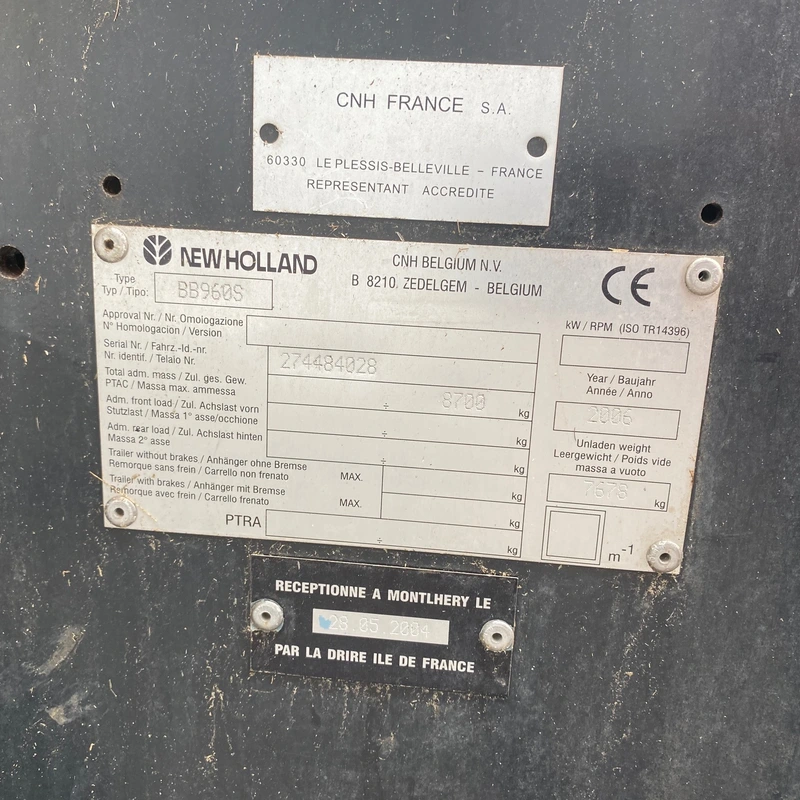 CNH FRANCE S.A.
60330 LE PLESSIS-BELLEVILLE – FRANCE
REPRESENTANT ACCREDITE
NEW HOLLAND
CNH BELGIUM N.V.
B 8210 ZEDELGEM - BELGIUM
CE
Type
Typ / Tipo:
BB960S
Approval Nr / Nr. Omoiogazione
N° Homologacion / Version
Serial Nr / Fahrz.-Id.-nr.
Nr. identif. / Telaio Nr.
274484028
Total adm. mass / Zul. ges. Gew.
PTAC / Massa max. ammessa
÷ 8700 kg
Adm. front load / Zul. Achslast vorn
Stutzlast / Massa 1° asse/occhione
÷ kg
Adm. rear load / Zul. Achslast hinten
Massa 2° asse
÷ kg
Trailer without brakes / Anhänger ohne Bremse
Remorque sans frein / Carrello non frenato
MAX. kg
Trailer with brakes / Anhänger mit Bremse
Remorque avec frein / Carrello frenato
MAX. kg
PTRA ÷ kg
kW / RPM (ISO TR14396)
Year / Baujahr
Année / Anno
2006
Unladen weight
Leergewicht / Poids vide
massa a vuoto
7678 kg
m-1
RECEPTIONNE A MONTLHERY LE
28.05.2004
PAR LA DRIRE ILE DE FRANCE